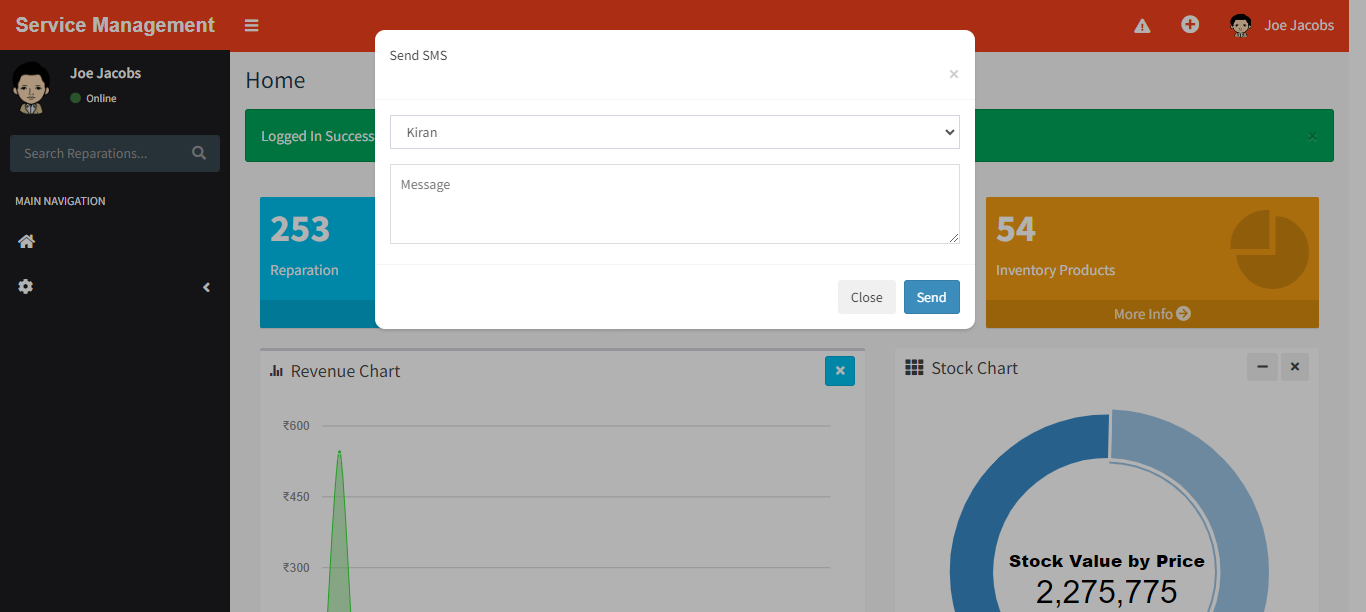 Service Management
Joe Jacobs
Joe Jacobs
Online
Search Reparations...
MAIN NAVIGATION
Home
Logged In Success
Send SMS
×
Kiran
Message
Close
Send
×
253
Reparation
54
Inventory Products
More Info
Revenue Chart
₹600
₹450
₹300
Stock Chart
Stock Value by Price
2,275,775